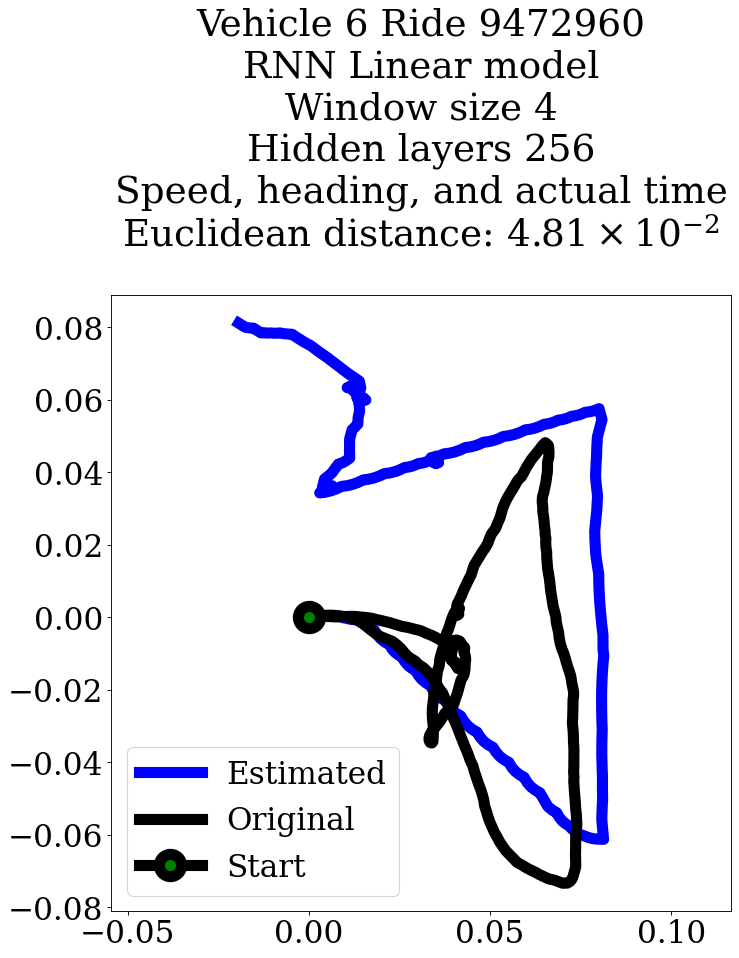 Vehicle 6 Ride 9472960
RNN Linear model
Window size 4
Hidden layers 256
Speed, heading, and actual time
Euclidean distance: 4.81 × 10⁻²
0.08
0.06
0.04
0.02
0.00
−0.02
−0.04
−0.06
−0.08
Estimated
Original
Start
−0.05 0.00 0.05 0.10